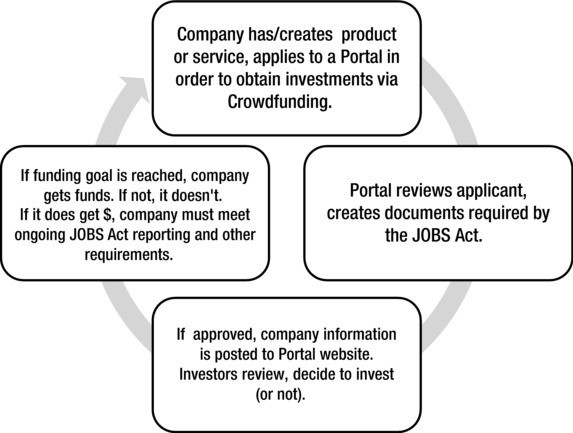 Company has/creates  product
or service, applies to a Portal in
order to obtain investments via
Crowdfunding.
Portal reviews applicant,
creates documents required by
the JOBS Act.
If  approved, company information
is posted to Portal website.
Investors review, decide to invest
(or not).
If funding goal is reached, company
gets funds. If not, it doesn't.
If it does get $, company must meet
ongoing JOBS Act reporting and other
requirements.